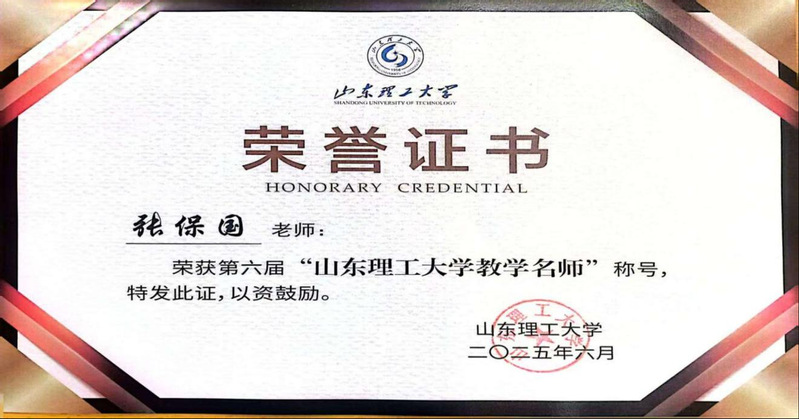 山东理工大学
SHANDONG UNIVERSITY OF TECHNOLOGY
荣誉证书
HONORARY CREDENTIAL
张保国 老师：
荣获第六届“山东理工大学教学名师”称号，
特发此证，以资鼓励。
山东理工大学
二〇一五年六月